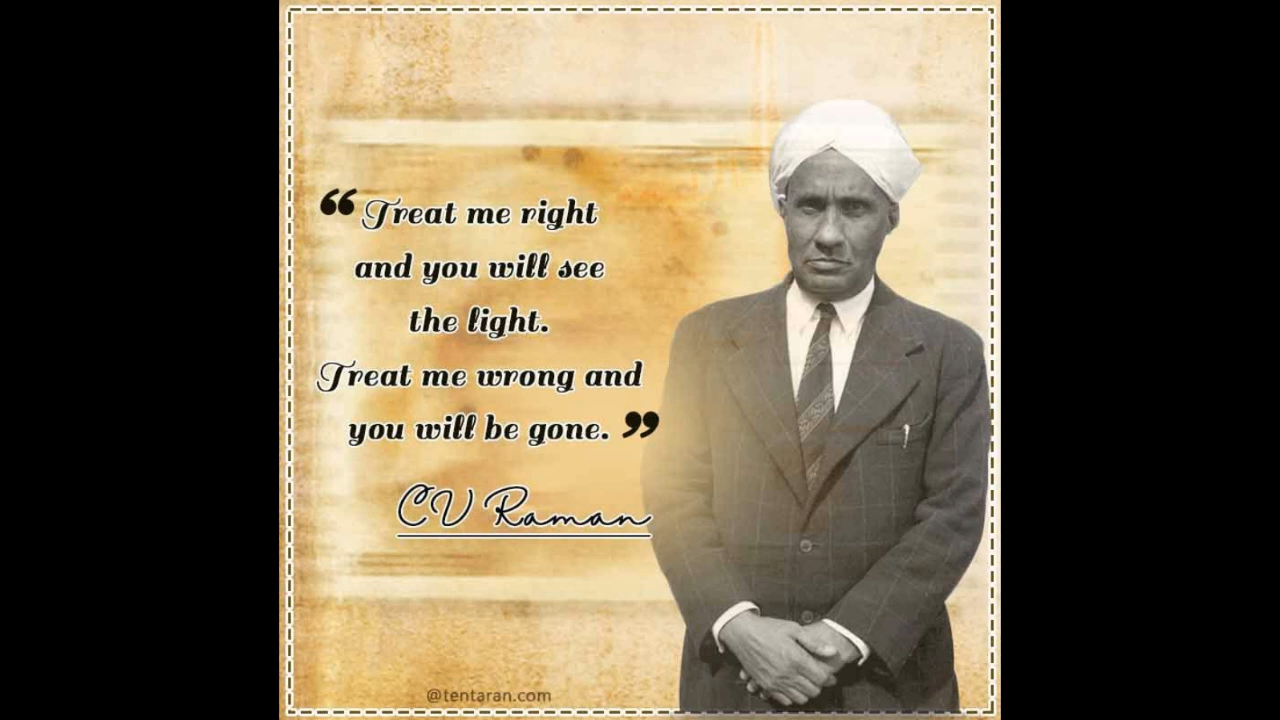 “Treat me right
and you will see
the light.
Treat me wrong and
you will be gone.”
CV Raman
@tentaran.com